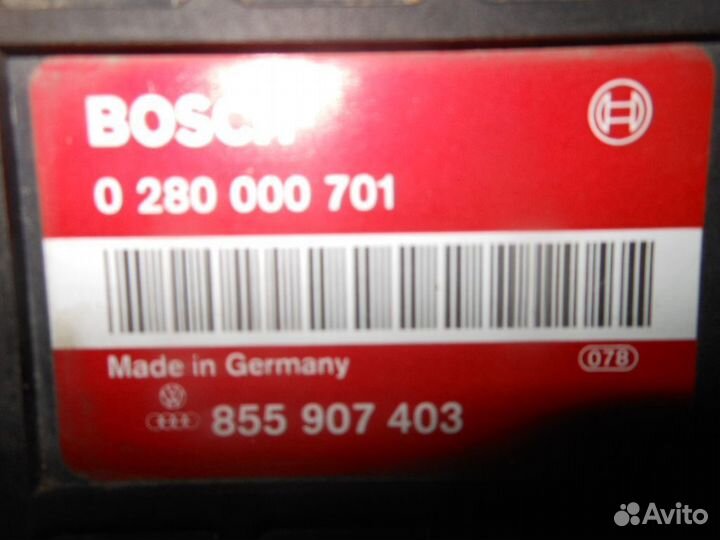 BOSCH
0 280 000 701
Made in Germany
078
855 907 403
Avito